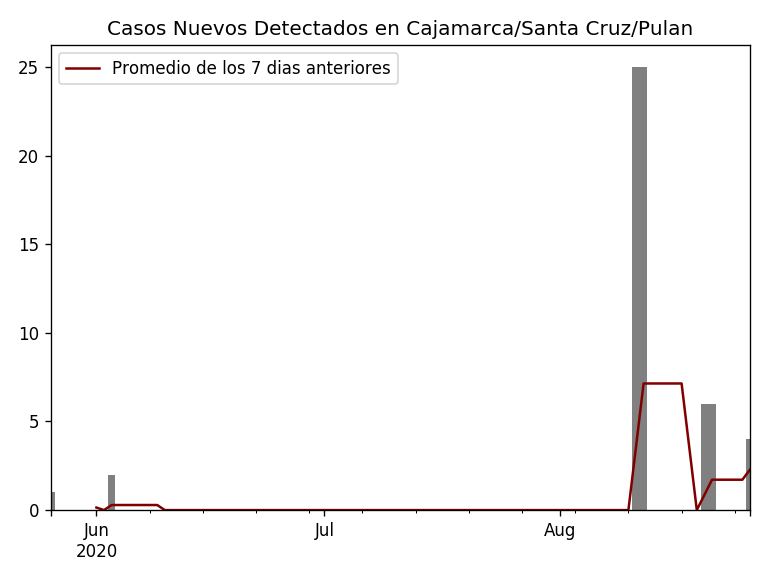 Casos Nuevos Detectados en Cajamarca/Santa Cruz/Pulan
Promedio de los 7 dias anteriores
25
20
15
10
5
0
Jun
2020
Jul
Aug